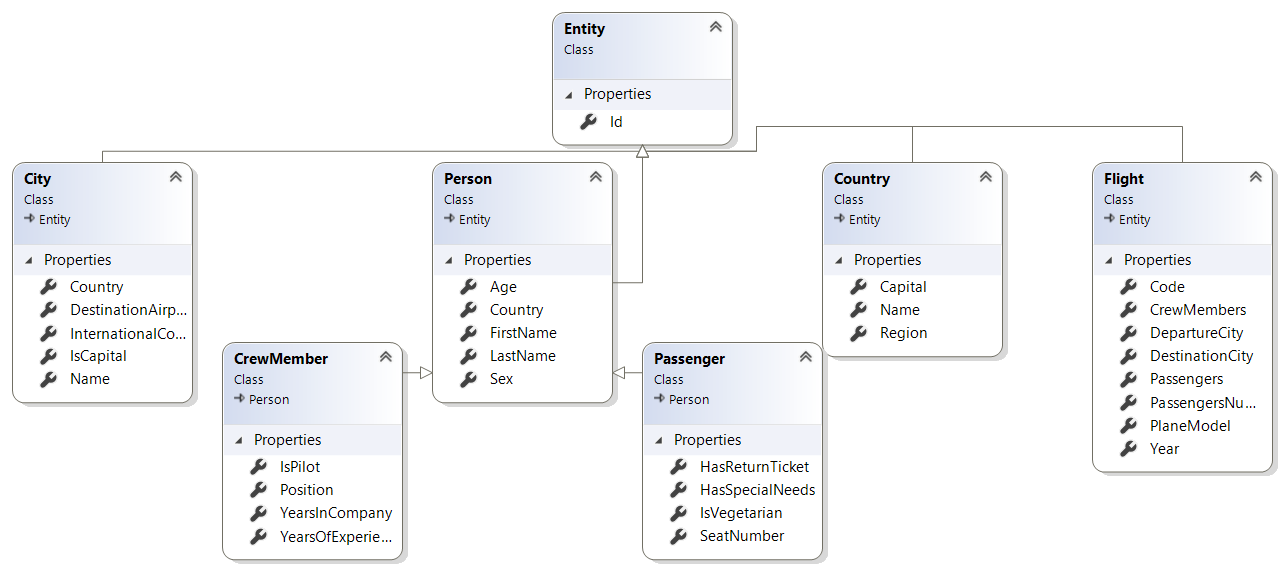 Entity
Class
Properties
Id
City
Class
Entity
Properties
Country
DestinationAirp...
InternationalCo...
IsCapital
Name
Person
Class
Entity
Properties
Age
Country
FirstName
LastName
Sex
Country
Class
Entity
Properties
Capital
Name
Region
Flight
Class
Entity
Properties
Code
CrewMembers
DepartureCity
DestinationCity
Passengers
PassengersNu...
PlaneModel
Year
CrewMember
Class
Person
Properties
IsPilot
Position
YearsInCompany
YearsOfExperie...
Passenger
Class
Person
Properties
HasReturnTicket
HasSpecialNeeds
IsVegetarian
SeatNumber